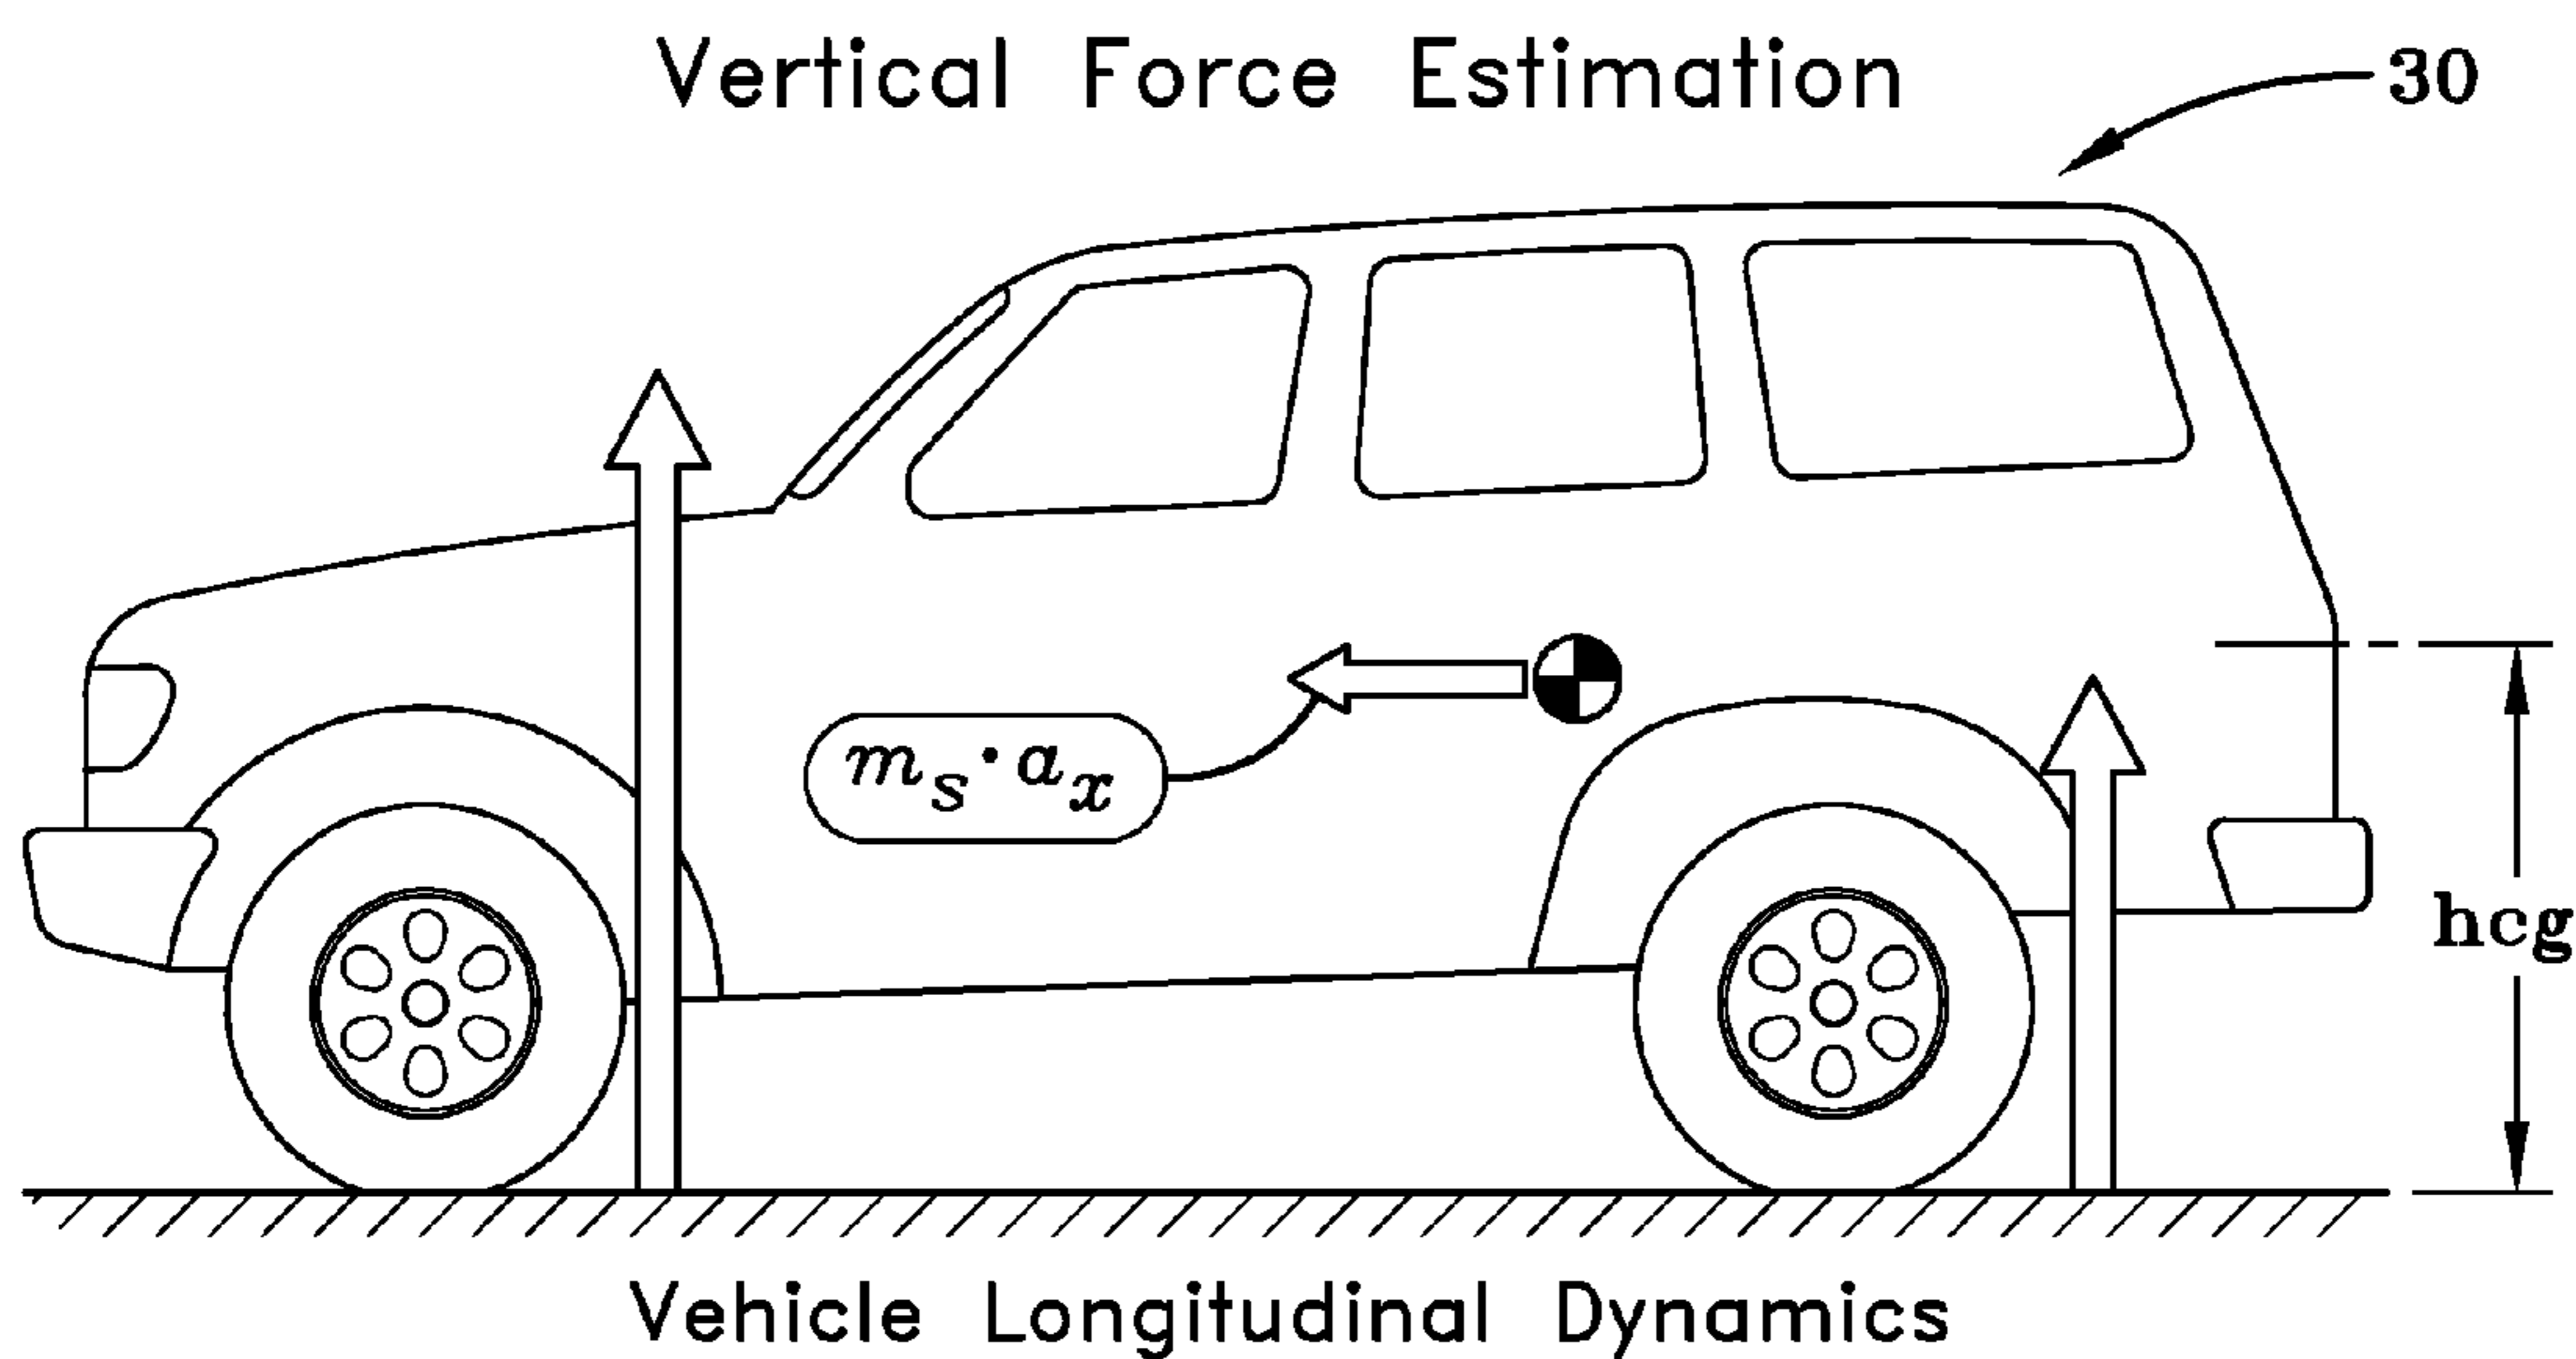 Vertical Force Estimation
30
m_s · a_x
hcg
Vehicle Longitudinal Dynamics